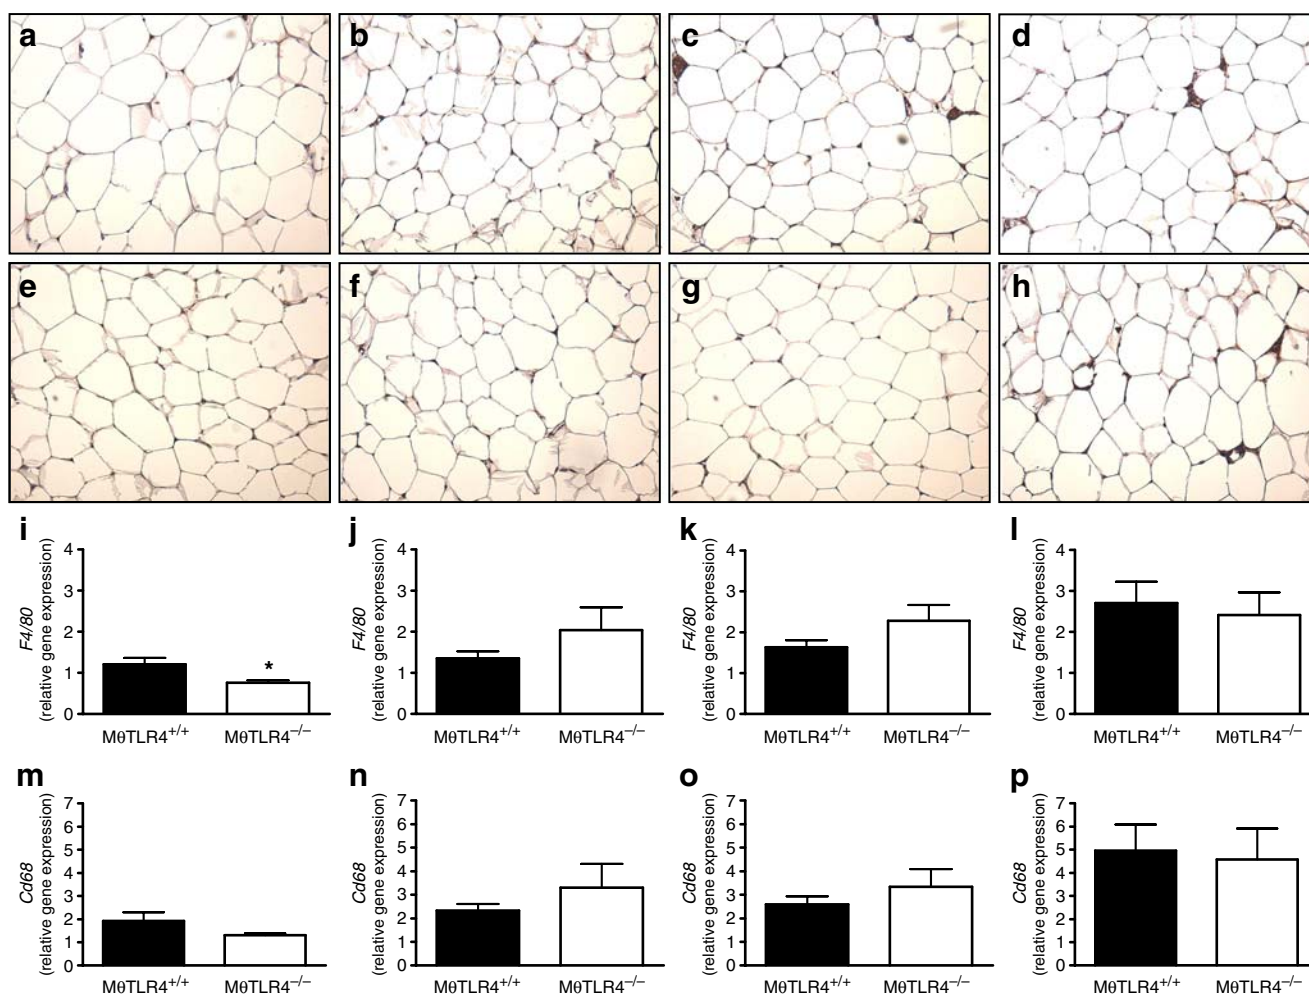 a b c d
e f g h
i j k l
F4/80 (relative gene expression) F4/80 (relative gene expression) F4/80 (relative gene expression) F4/80 (relative gene expression)
4 4 4 4
3 3 3 3
2 2 2 2
*
1 1 1 1
0 0 0 0
MθTLR4+/+ MθTLR4−/− MθTLR4+/+ MθTLR4−/− MθTLR4+/+ MθTLR4−/− MθTLR4+/+ MθTLR4−/−
m n o p
Cd68 (relative gene expression) Cd68 (relative gene expression) Cd68 (relative gene expression) Cd68 (relative gene expression)
7 7 7 7
6 6 6 6
5 5 5 5
4 4 4 4
3 3 3 3
2 2 2 2
1 1 1 1
0 0 0 0
MθTLR4+/+ MθTLR4−/− MθTLR4+/+ MθTLR4−/− MθTLR4+/+ MθTLR4−/− MθTLR4+/+ MθTLR4−/−